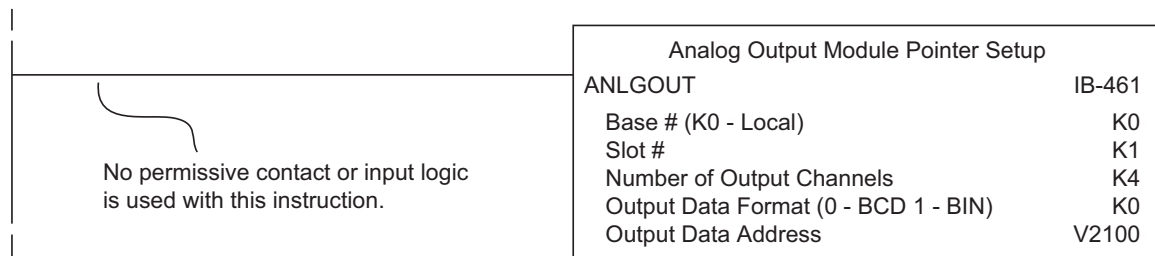 Analog Output Module Pointer Setup
ANLGOUT IB-461
Base # (K0 - Local) K0
Slot # K1
Number of Output Channels K4
Output Data Format (0 - BCD 1 - BIN) K0
Output Data Address V2100
No permissive contact or input logic
is used with this instruction.